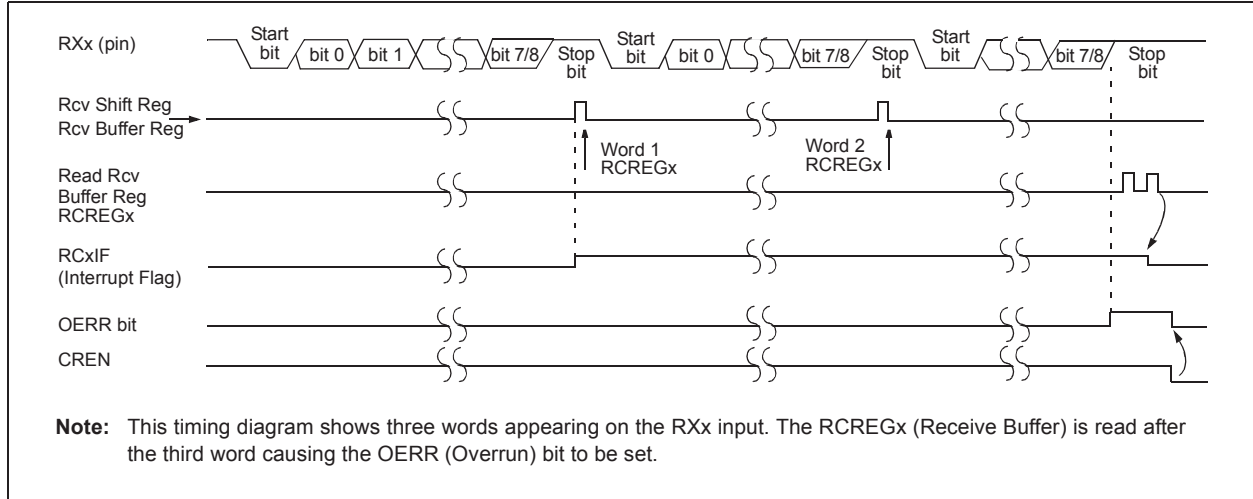 RXx (pin)
Start bit
bit 0
bit 1
bit 7/8
Stop bit
Start bit
bit 0
bit 7/8
Stop bit
Start bit
bit 7/8
Stop bit
Rcv Shift Reg
Rcv Buffer Reg
Word 1
RCREGx
Word 2
RCREGx
Read Rcv
Buffer Reg
RCREGx
RCxIF
(Interrupt Flag)
OERR bit
CREN
Note: This timing diagram shows three words appearing on the RXx input. The RCREGx (Receive Buffer) is read after
the third word causing the OERR (Overrun) bit to be set.